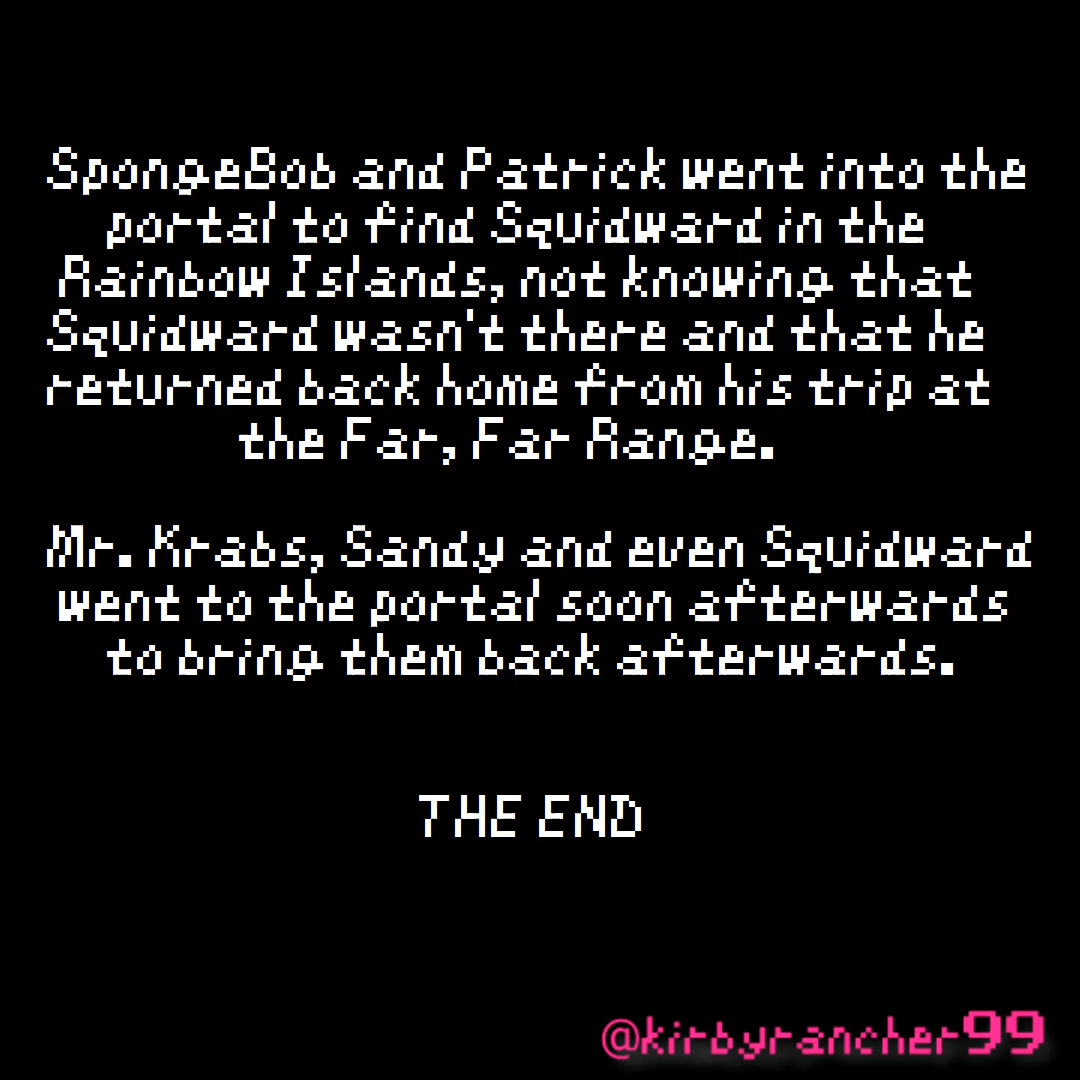 SpongeBob and Patrick went into the
portal to find Squidward in the
Rainbow Islands, not knowing that
Squidward wasn't there and that he
returned back home from his trip at
the Far, Far Range.
Mr. Krabs, Sandy and even Squidward
went to the portal soon afterwards
to bring them back afterwards.
THE END
@kirbyrancher99